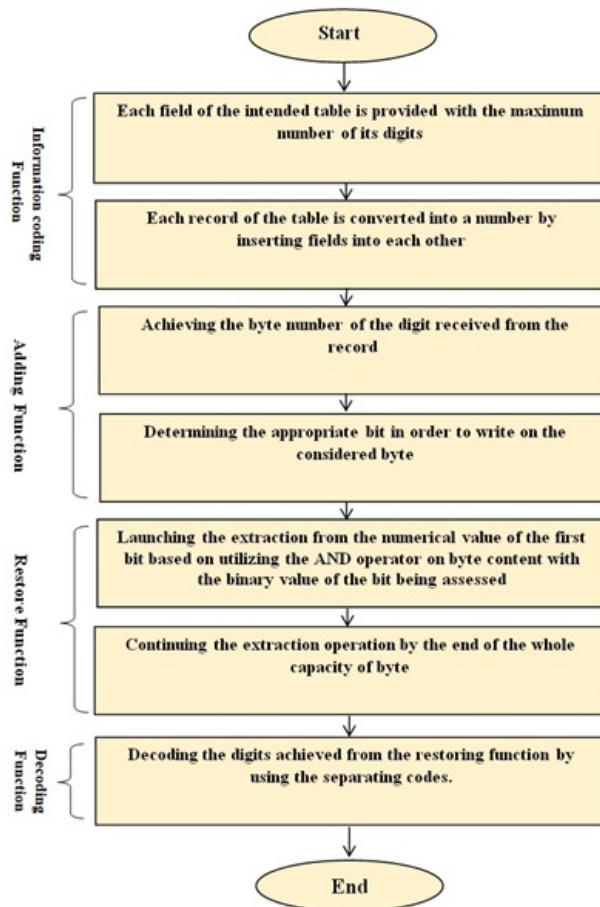 Start
Information coding
Function
Each field of the intended table is provided with the maximum
number of its digits
Each record of the table is converted into a number by
inserting fields into each other
Adding Function
Achieving the byte number of the digit received from the
record
Determining the appropriate bit in order to write on the
considered byte
Restore Function
Launching the extraction from the numerical value of the first
bit based on utilizing the AND operator on byte content with
the binary value of the bit being assessed
Continuing the extraction operation by the end of the whole
capacity of byte
Decoding
Function
Decoding the digits achieved from the restoring function by
using the separating codes.
End